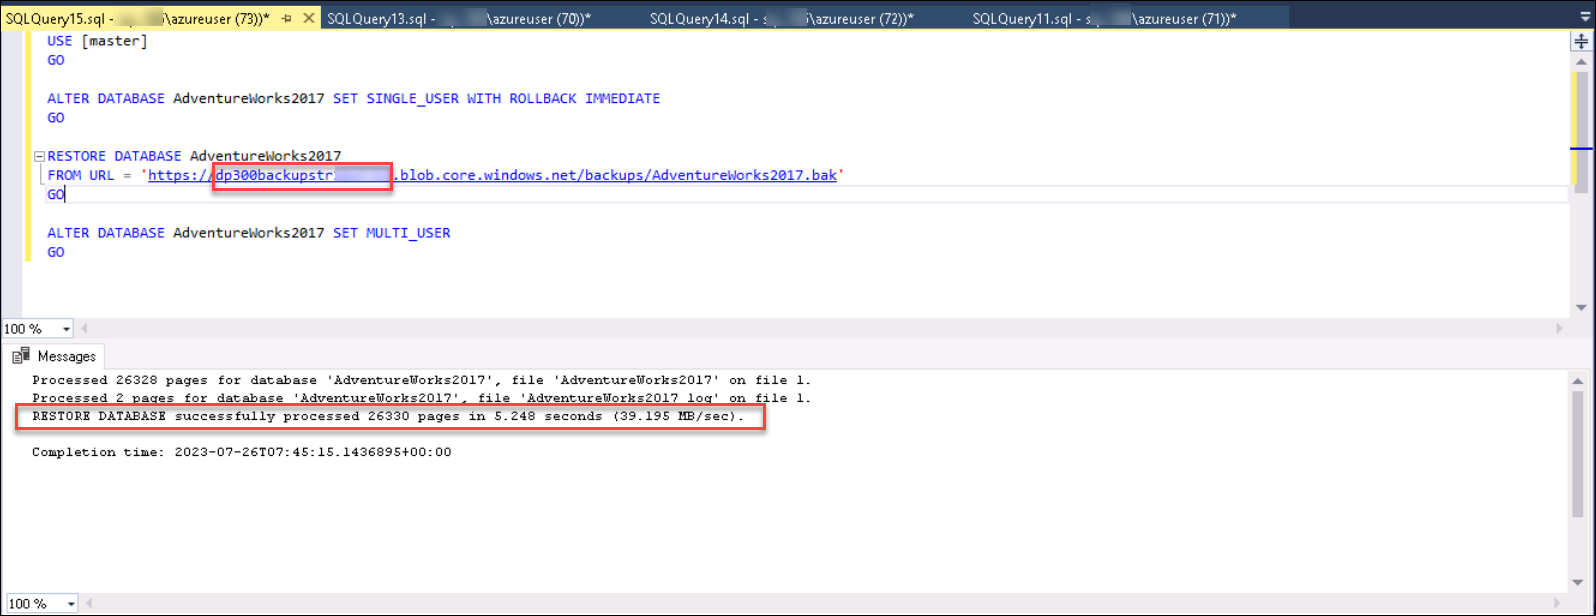 SQLQuery15.sql - \azureuser (73))*
SQLQuery13.sql - \azureuser (70))*
SQLQuery14.sql - \azureuser (72))*
SQLQuery11.sql - \azureuser (71))*
USE [master]
GO
ALTER DATABASE AdventureWorks2017 SET SINGLE_USER WITH ROLLBACK IMMEDIATE
GO
RESTORE DATABASE AdventureWorks2017
FROM URL = 'https://dp300backupstr .blob.core.windows.net/backups/AdventureWorks2017.bak'
GO
ALTER DATABASE AdventureWorks2017 SET MULTI_USER
GO
100 %
Messages
Processed 26328 pages for database 'AdventureWorks2017', file 'AdventureWorks2017' on file 1.
Processed 2 pages for database 'AdventureWorks2017', file 'AdventureWorks2017_log' on file 1.
RESTORE DATABASE successfully processed 26330 pages in 5.248 seconds (39.195 MB/sec).
Completion time: 2023-07-26T07:45:15.1436895+00:00
100 %